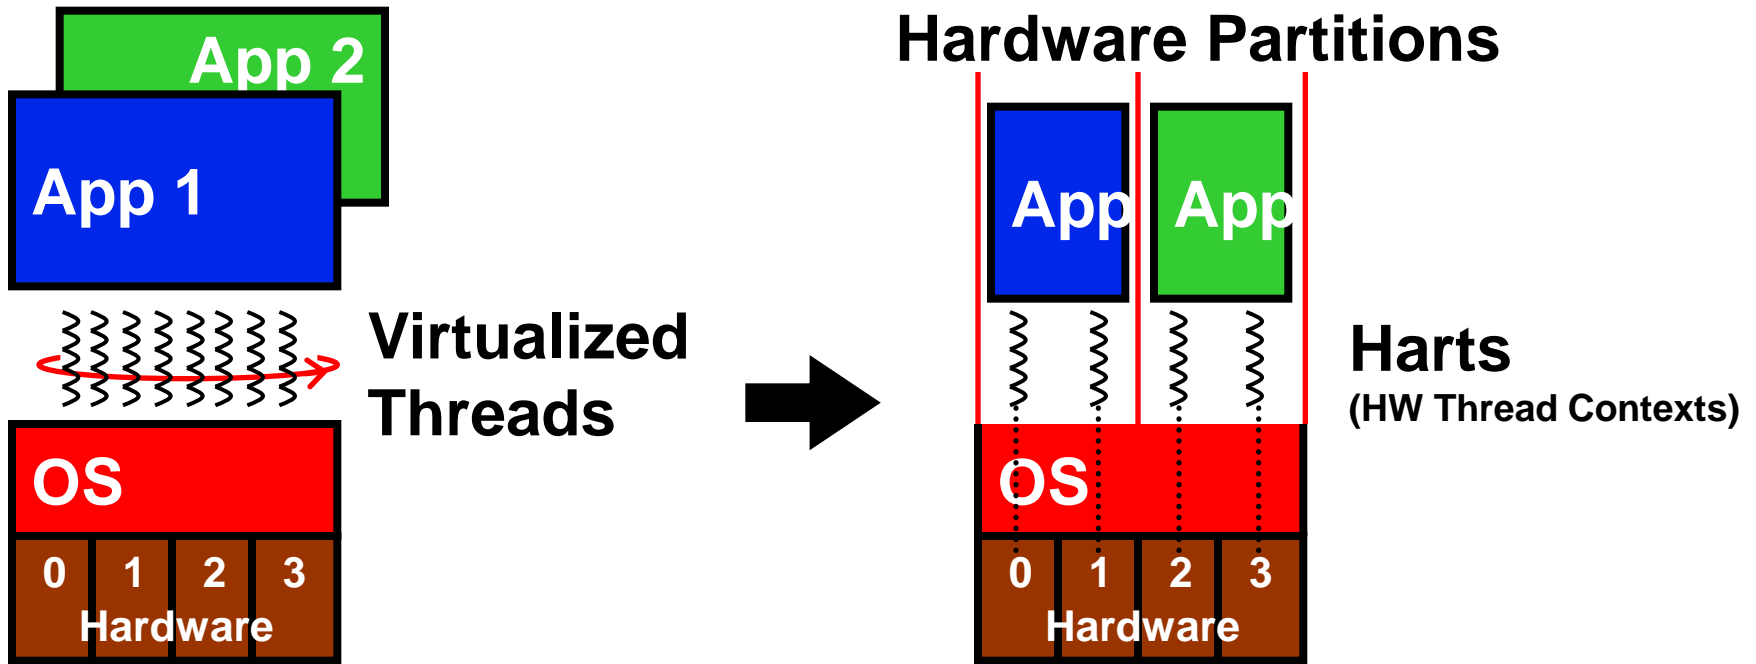 App 2
App 1
Virtualized
Threads
OS
0 1 2 3
Hardware
Hardware Partitions
App
App
Harts
(HW Thread Contexts)
OS
0 1 2 3
Hardware